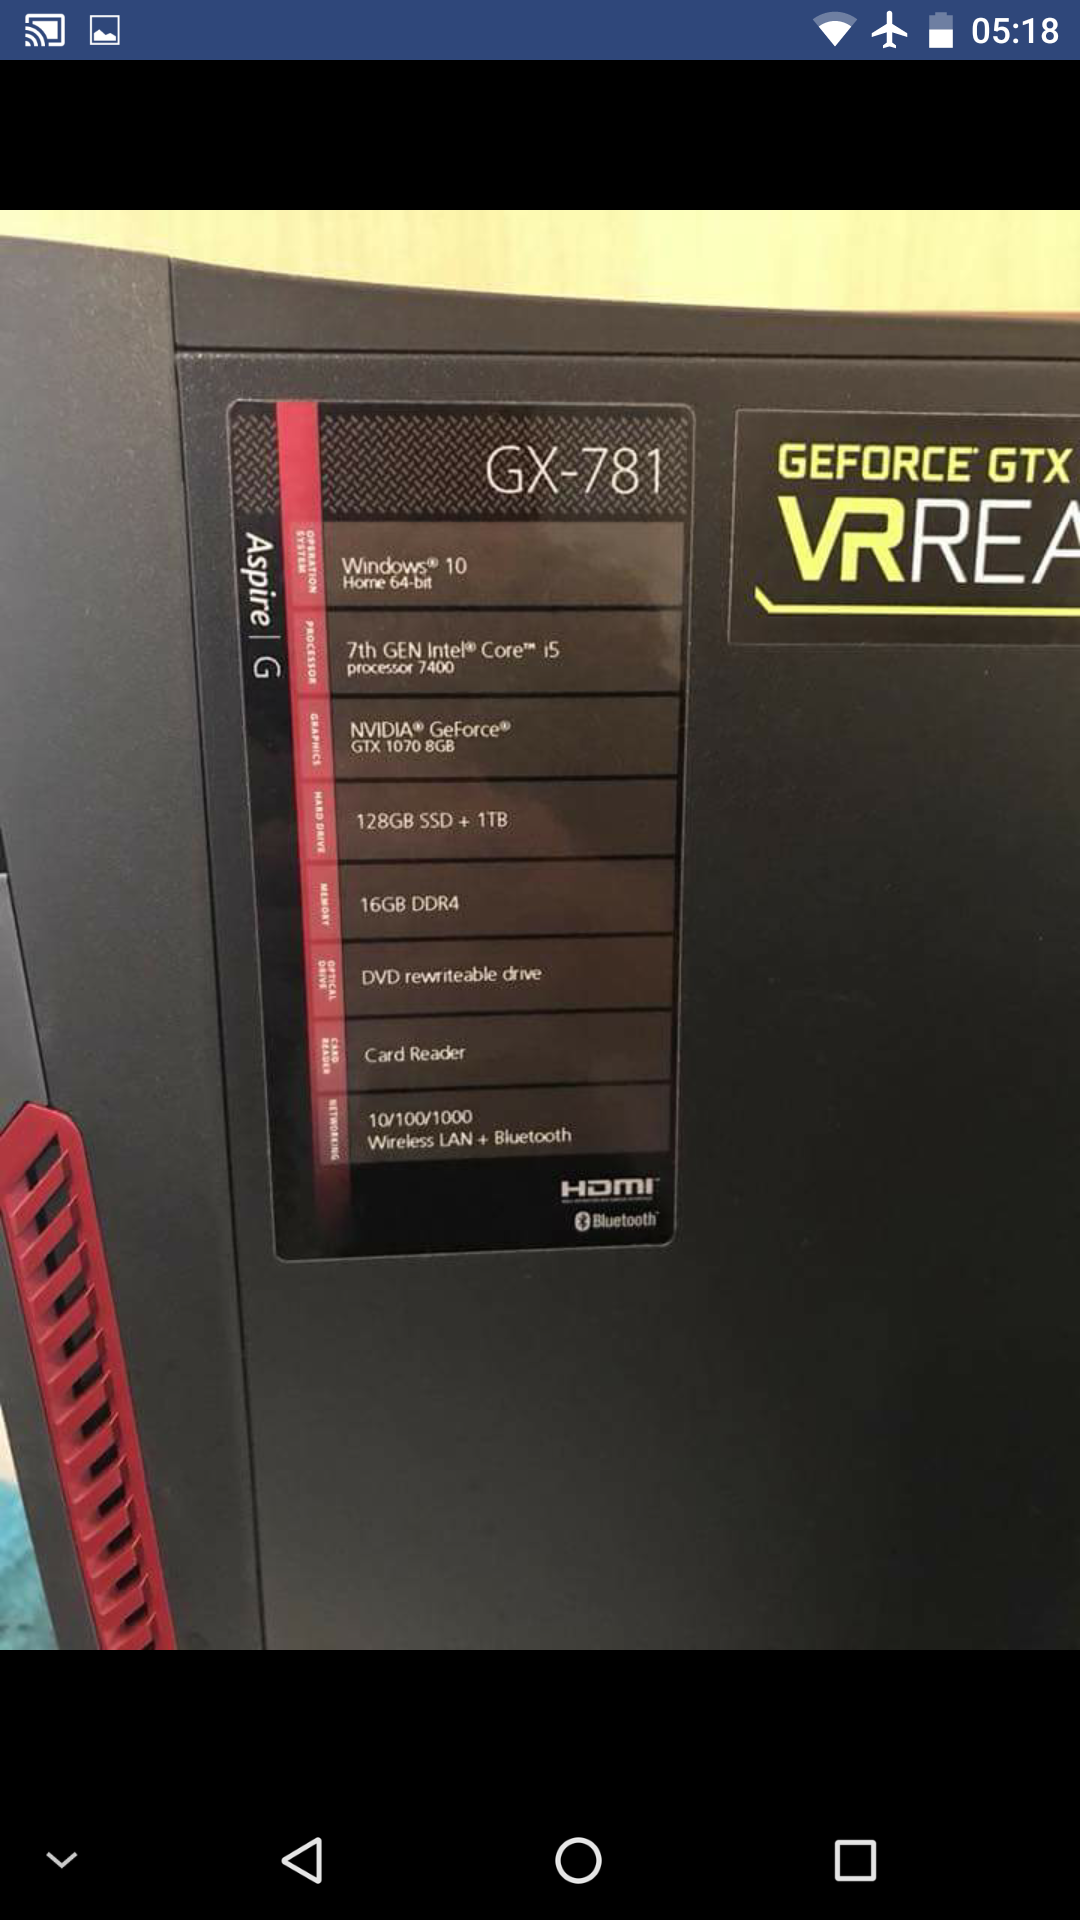 05:18
GX-781
Aspire | G
OPERATION SYSTEM
Windows® 10
Home 64-bit
PROCESSOR
7th GEN Intel® Core™ i5
processor 7400
GRAPHICS
NVIDIA® GeForce®
GTX 1070 8GB
HARD DRIVE
128GB SSD + 1TB
MEMORY
16GB DDR4
OPTICAL DRIVE
DVD rewriteable drive
CARD READER
Card Reader
NETWORKING
10/100/1000
Wireless LAN + Bluetooth
HDMI
Bluetooth
GEFORCE GTX
VRREA